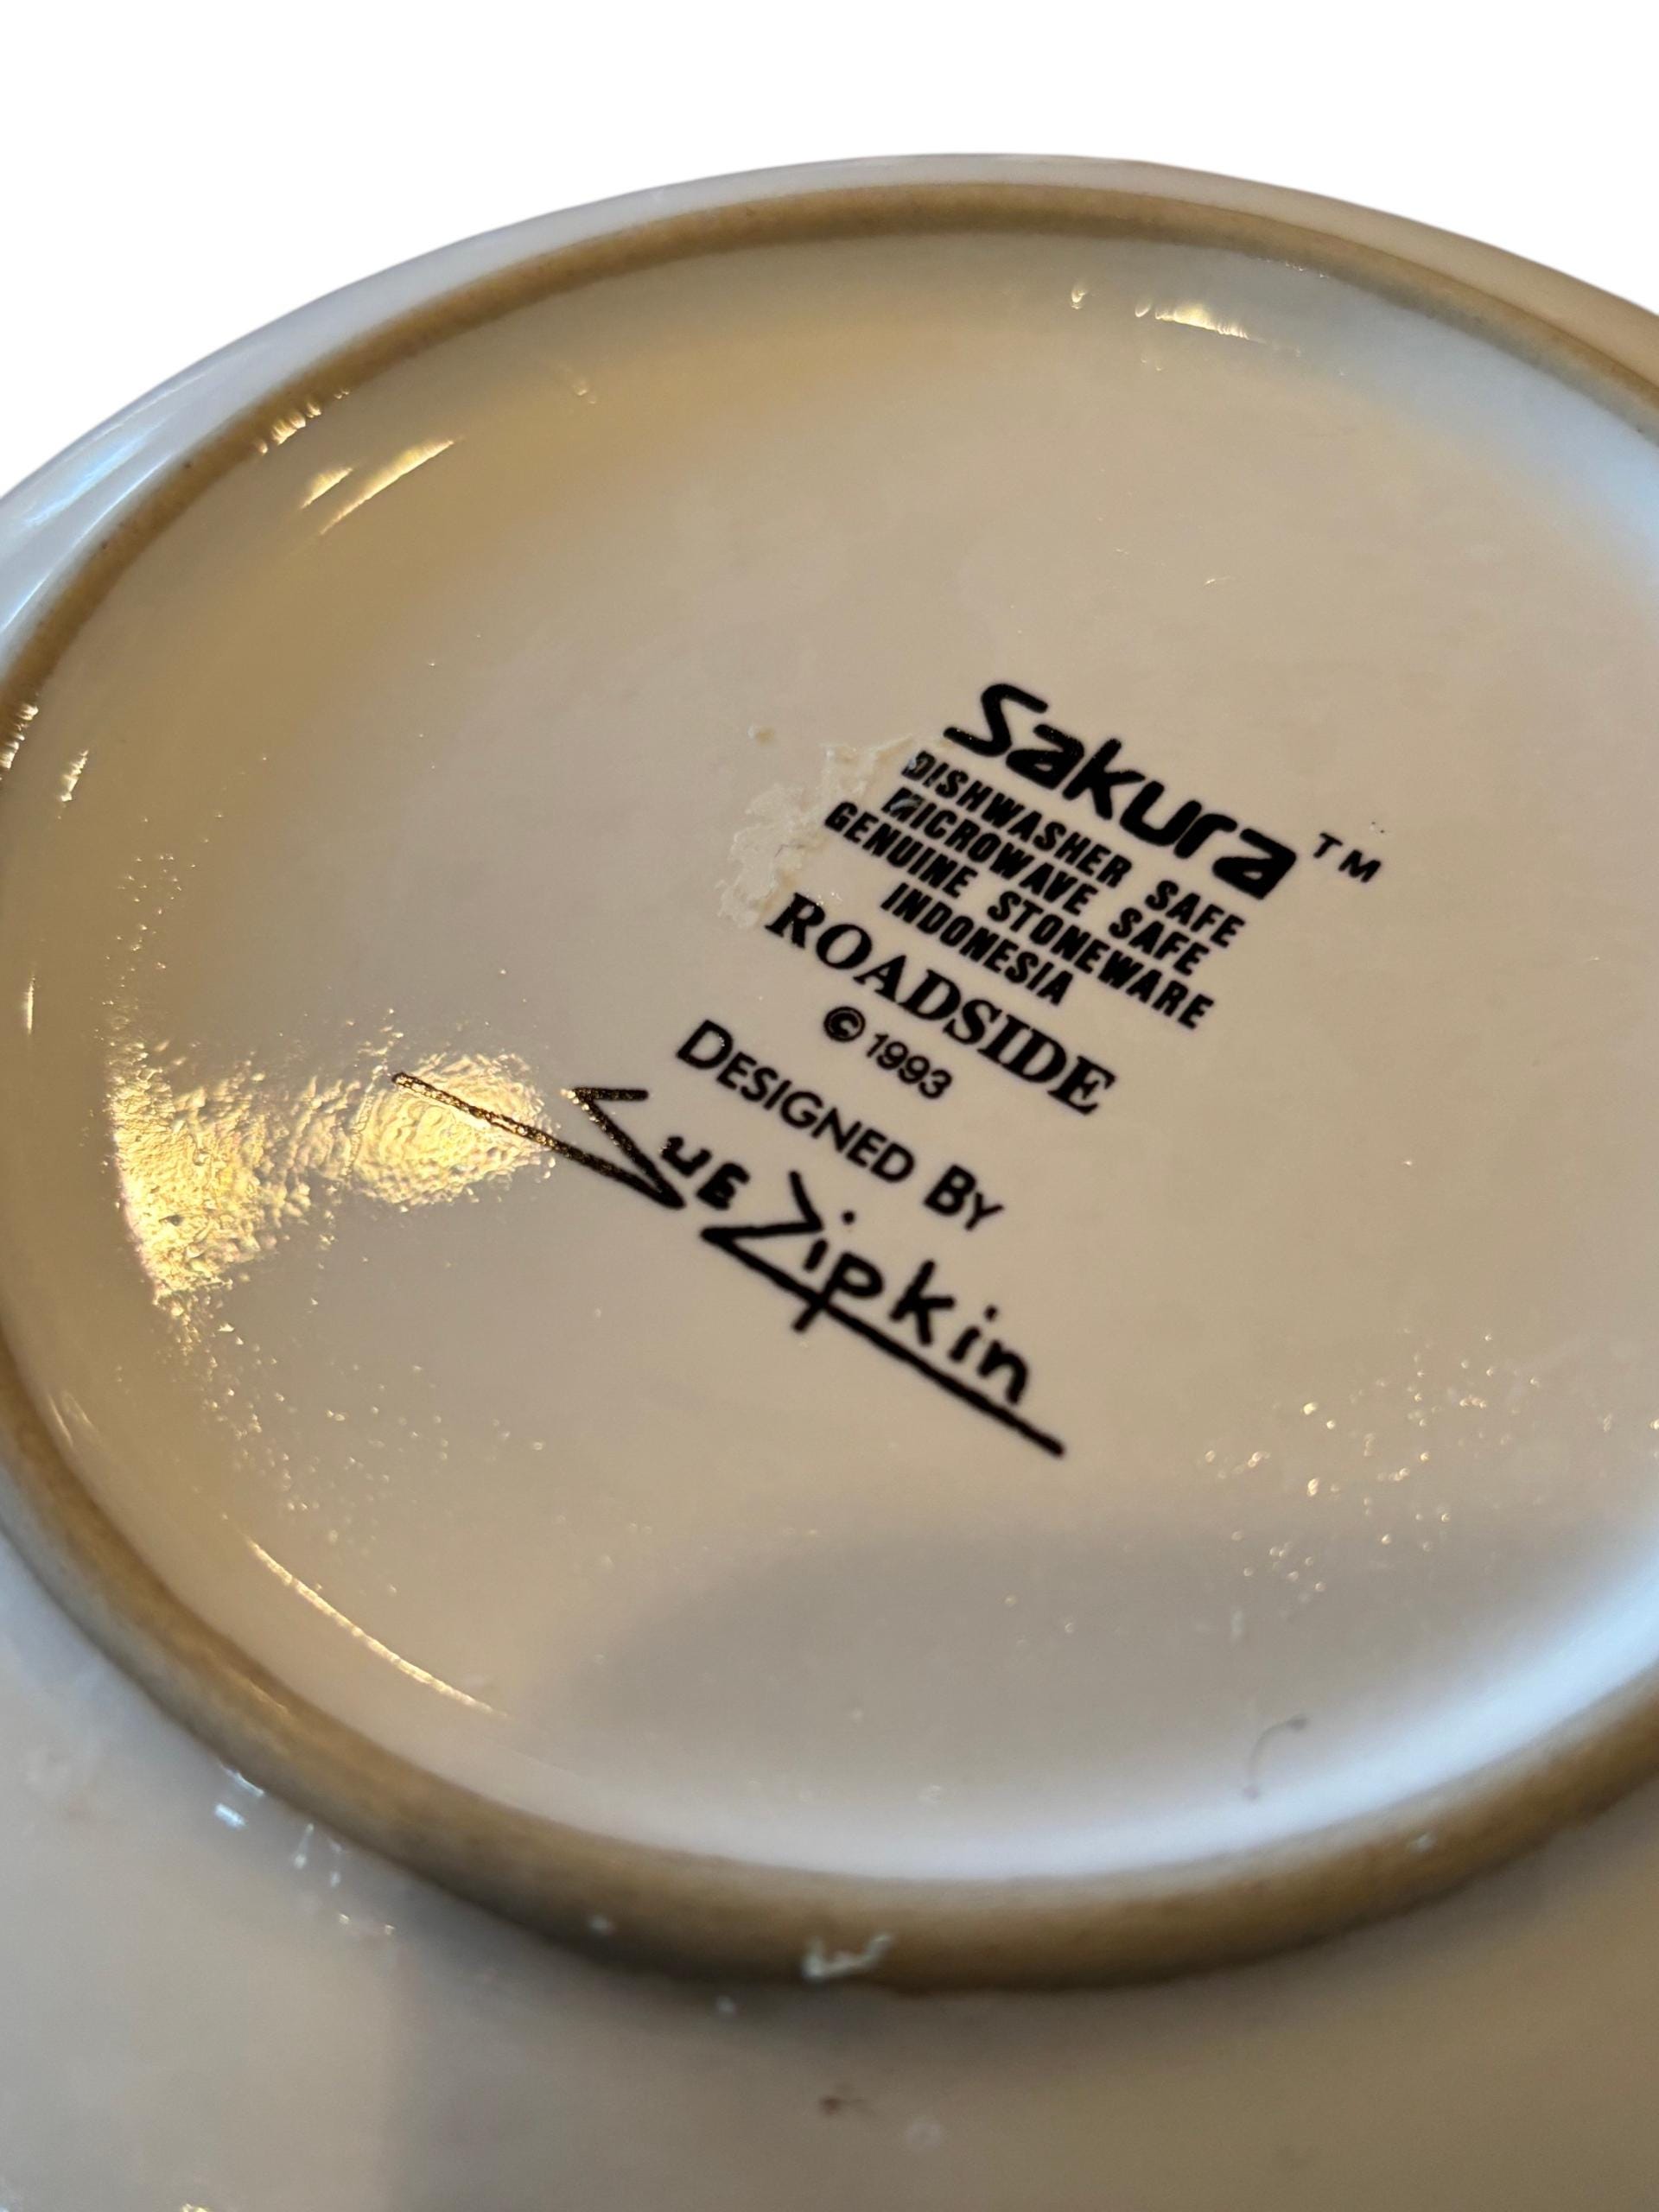 Sakura™
DISHWASHER SAFE
MICROWAVE SAFE
GENUINE STONEWARE
INDONESIA
ROADSIDE
© 1993
DESIGNED BY
Sue Zipkin